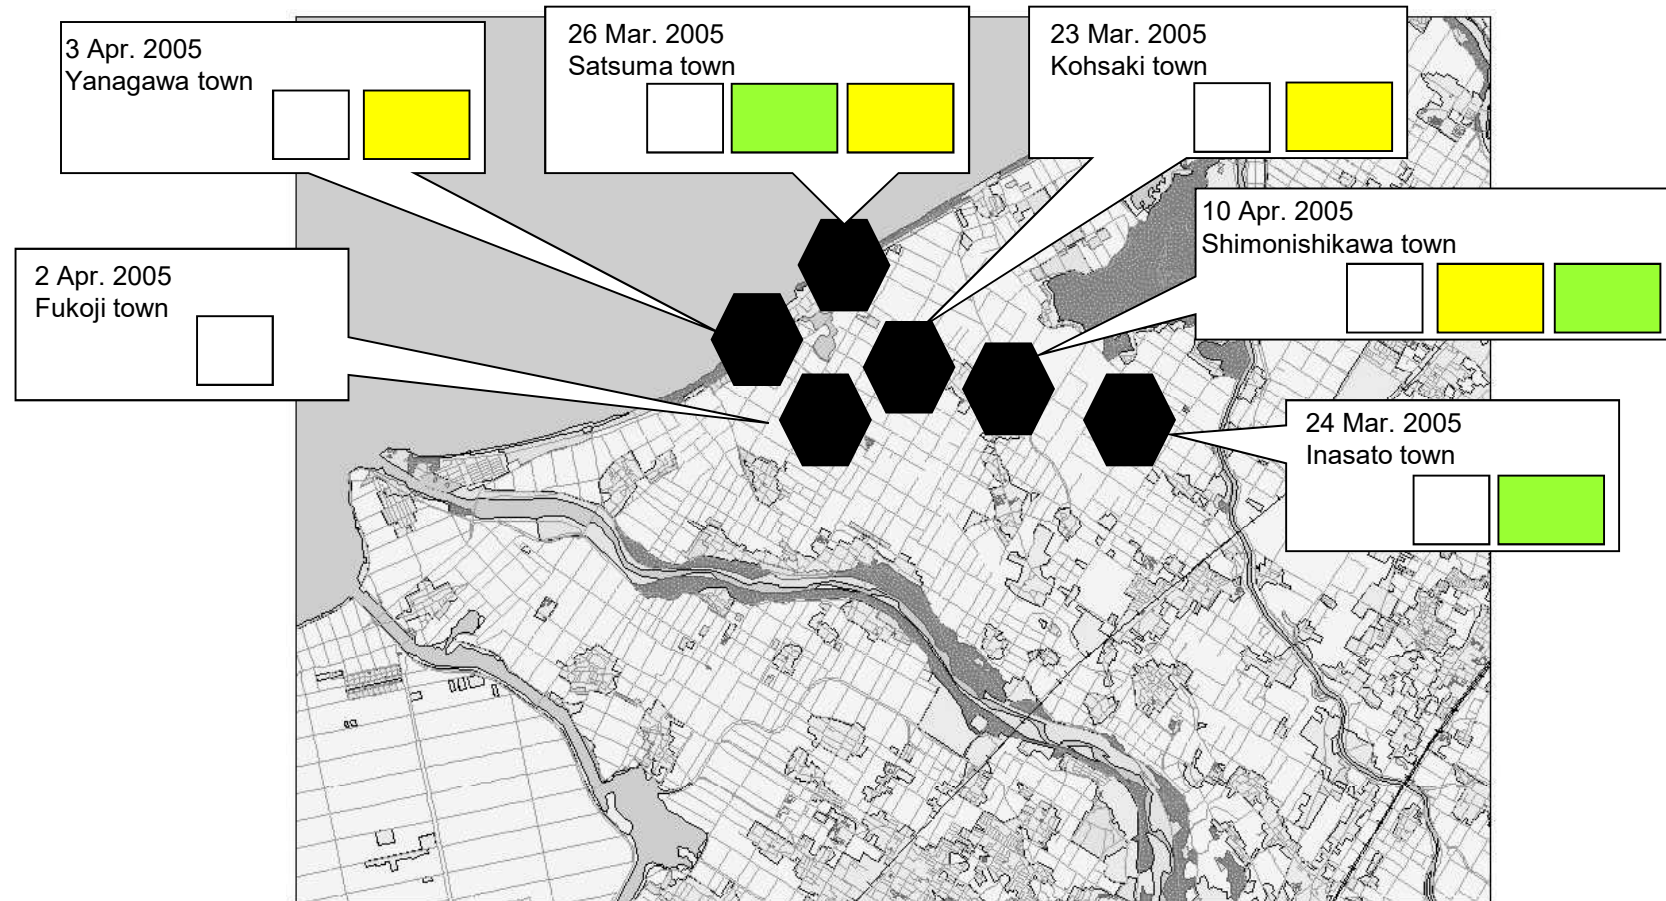 3 Apr. 2005
Yanagawa town
26 Mar. 2005
Satsuma town
23 Mar. 2005
Kohsaki town
10 Apr. 2005
Shimonishikawa town
2 Apr. 2005
Fukoji town
24 Mar. 2005
Inasato town